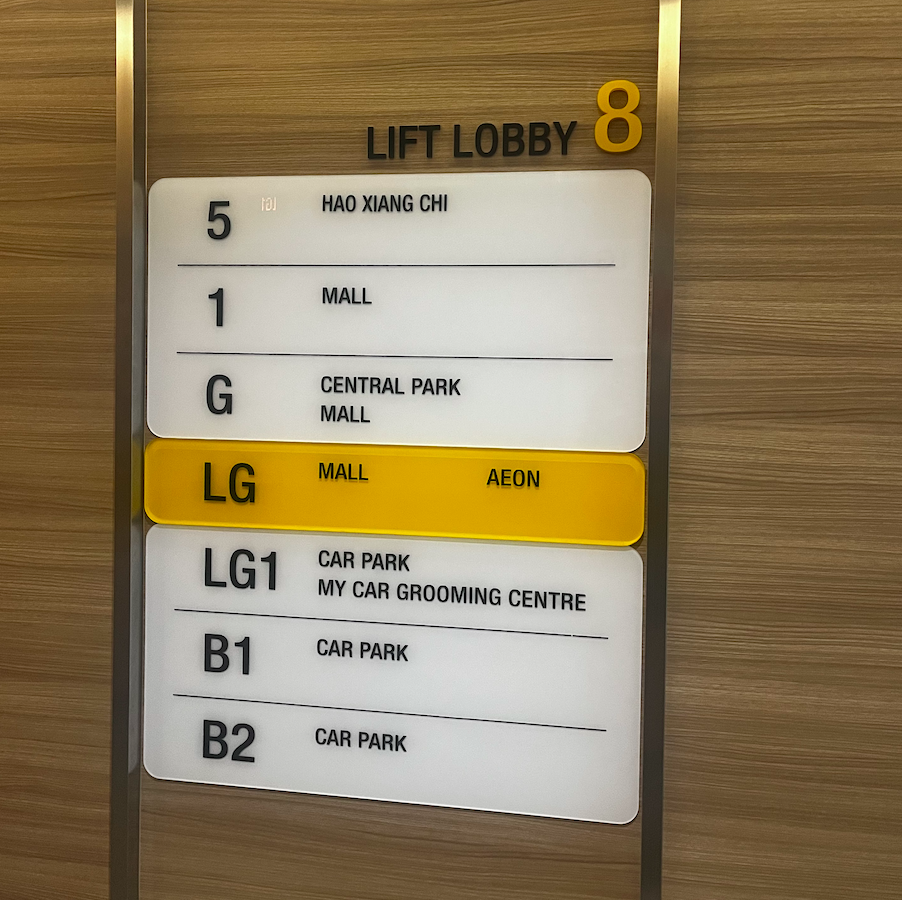 LIFT LOBBY 8
5 HAO XIANG CHI
1 MALL
G CENTRAL PARK
MALL
LG MALL AEON
LG1 CAR PARK
MY CAR GROOMING CENTRE
B1 CAR PARK
B2 CAR PARK